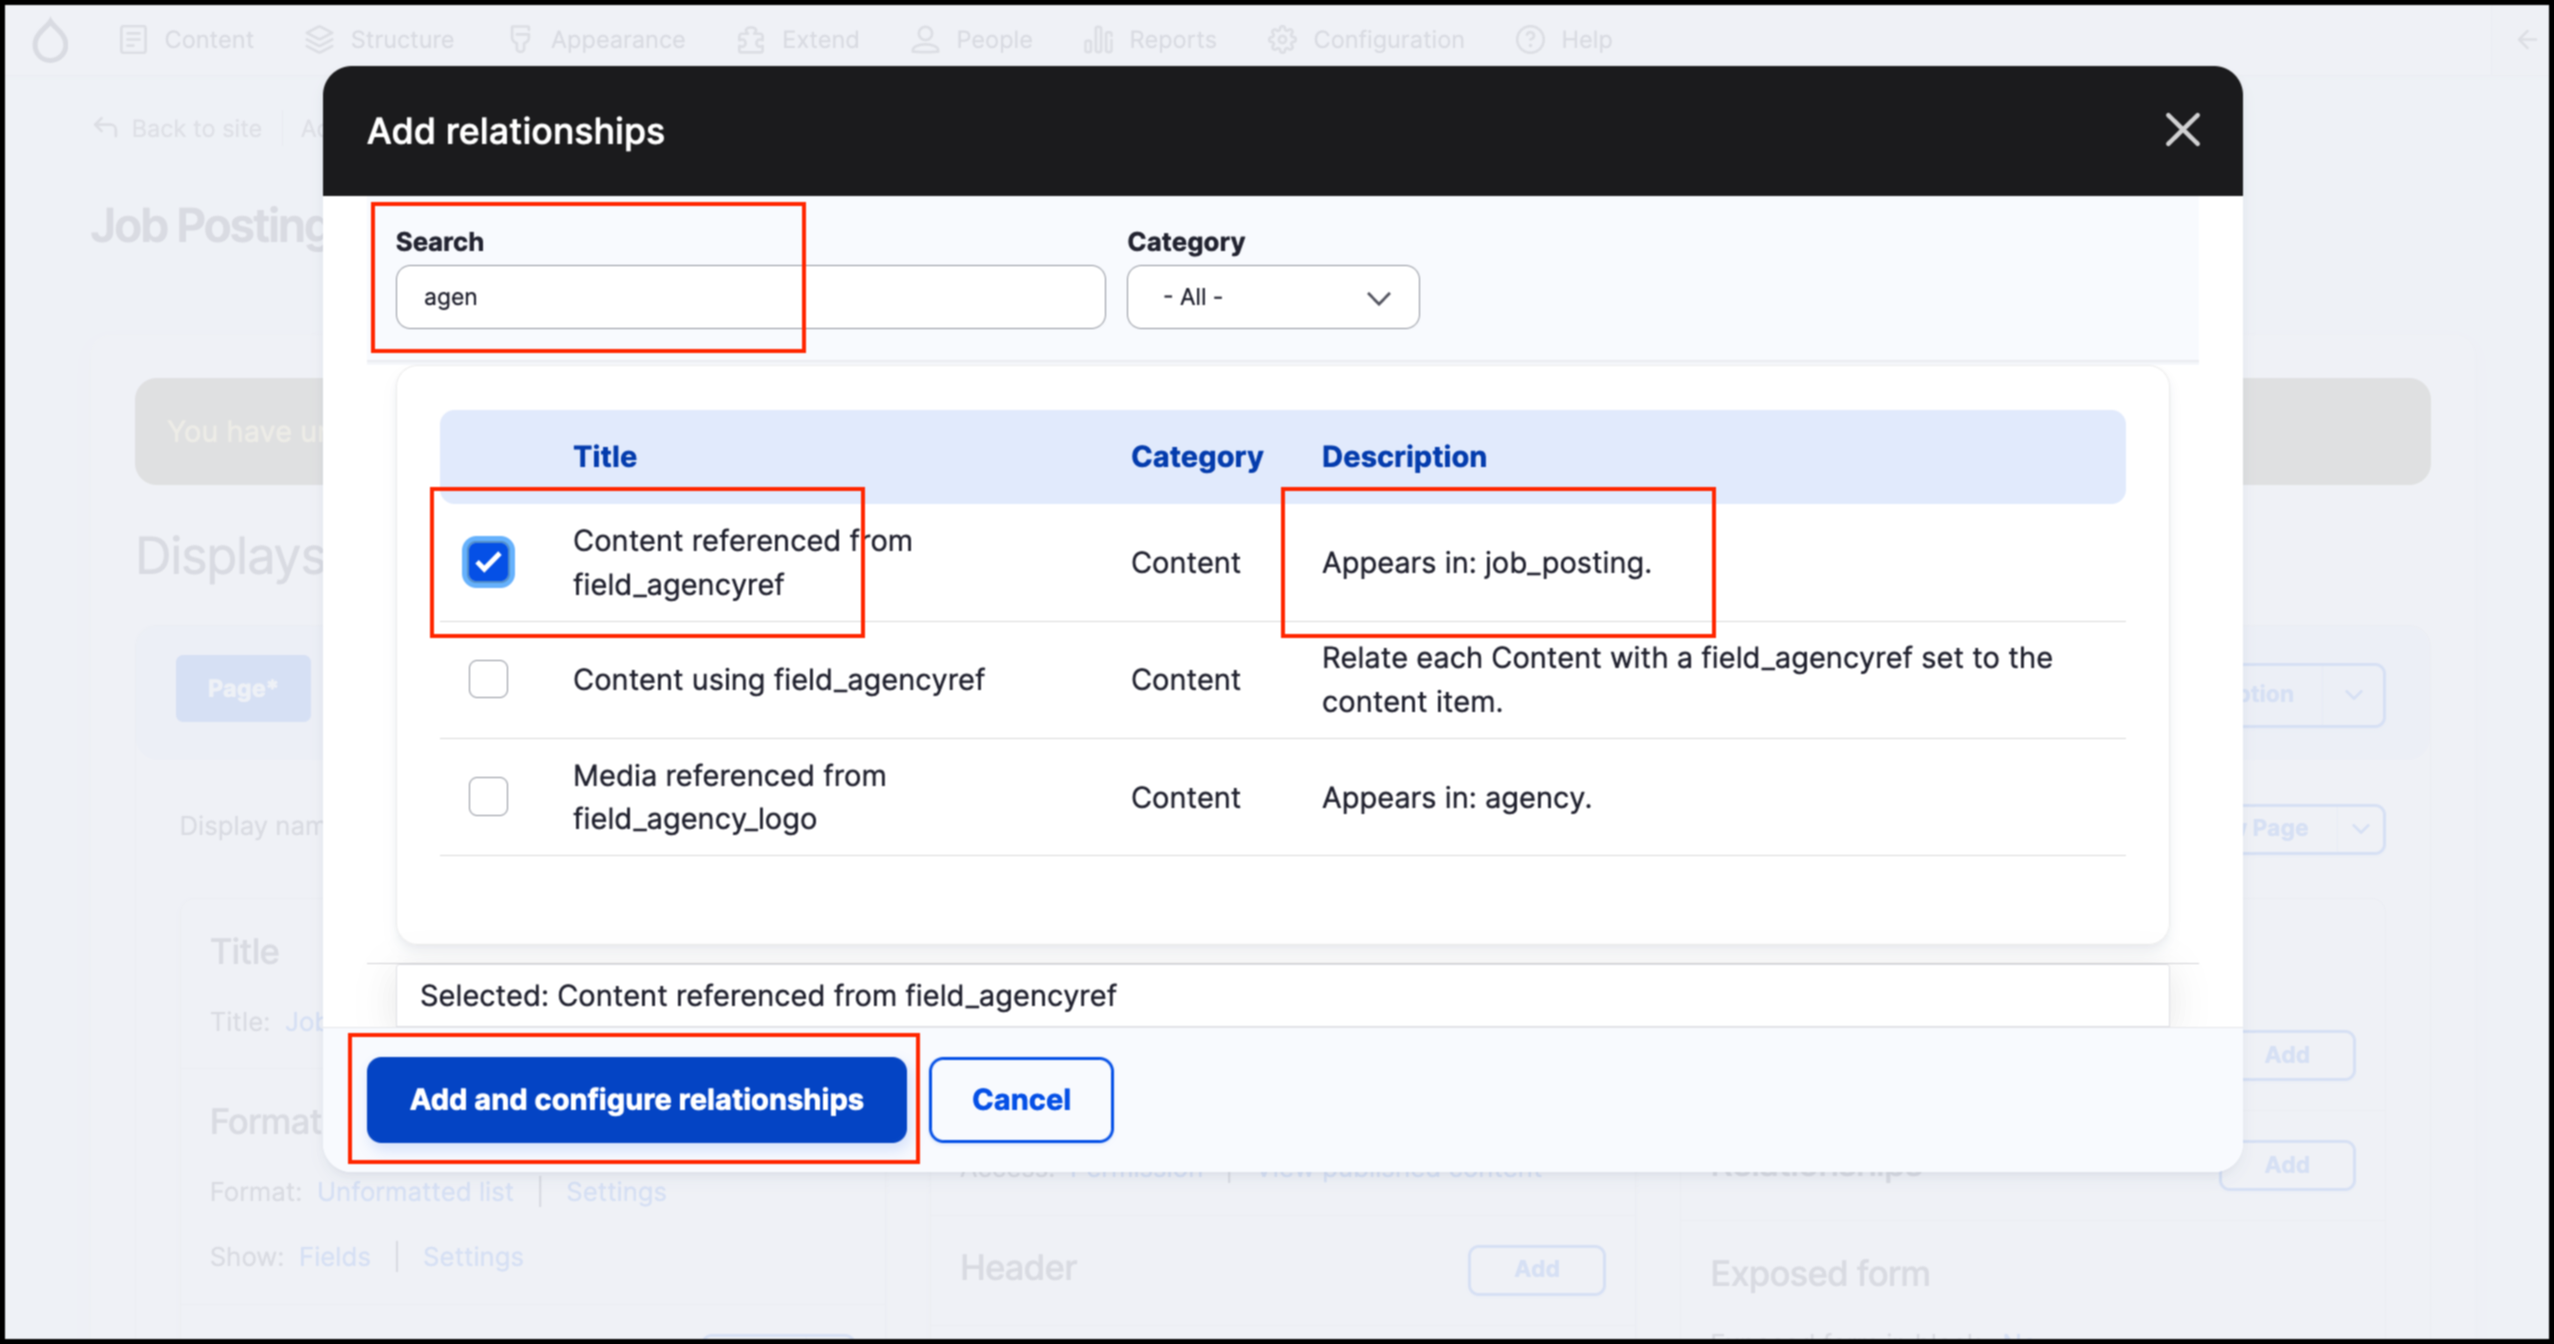 Content Structure Appearance Extend People Reports Configuration Help
Back to site
Add relationships
Job Posting
Search
Category
agen
- All -
You have
Title Category Description
Content referenced from
field_agencyref
Content
Appears in: job_posting.
Displays
Content using field_agencyref
Content
Relate each Content with a field_agencyref set to the
content item.
Page*
Media referenced from
field_agency_logo
Content
Appears in: agency.
Display
Page
Title
Selected: Content referenced from field_agencyref
Title:
Add
Add and configure relationships
Cancel
Format
Add
Format: Unformatted list | Settings
Show: Fields | Settings
Header
Add
Exposed form